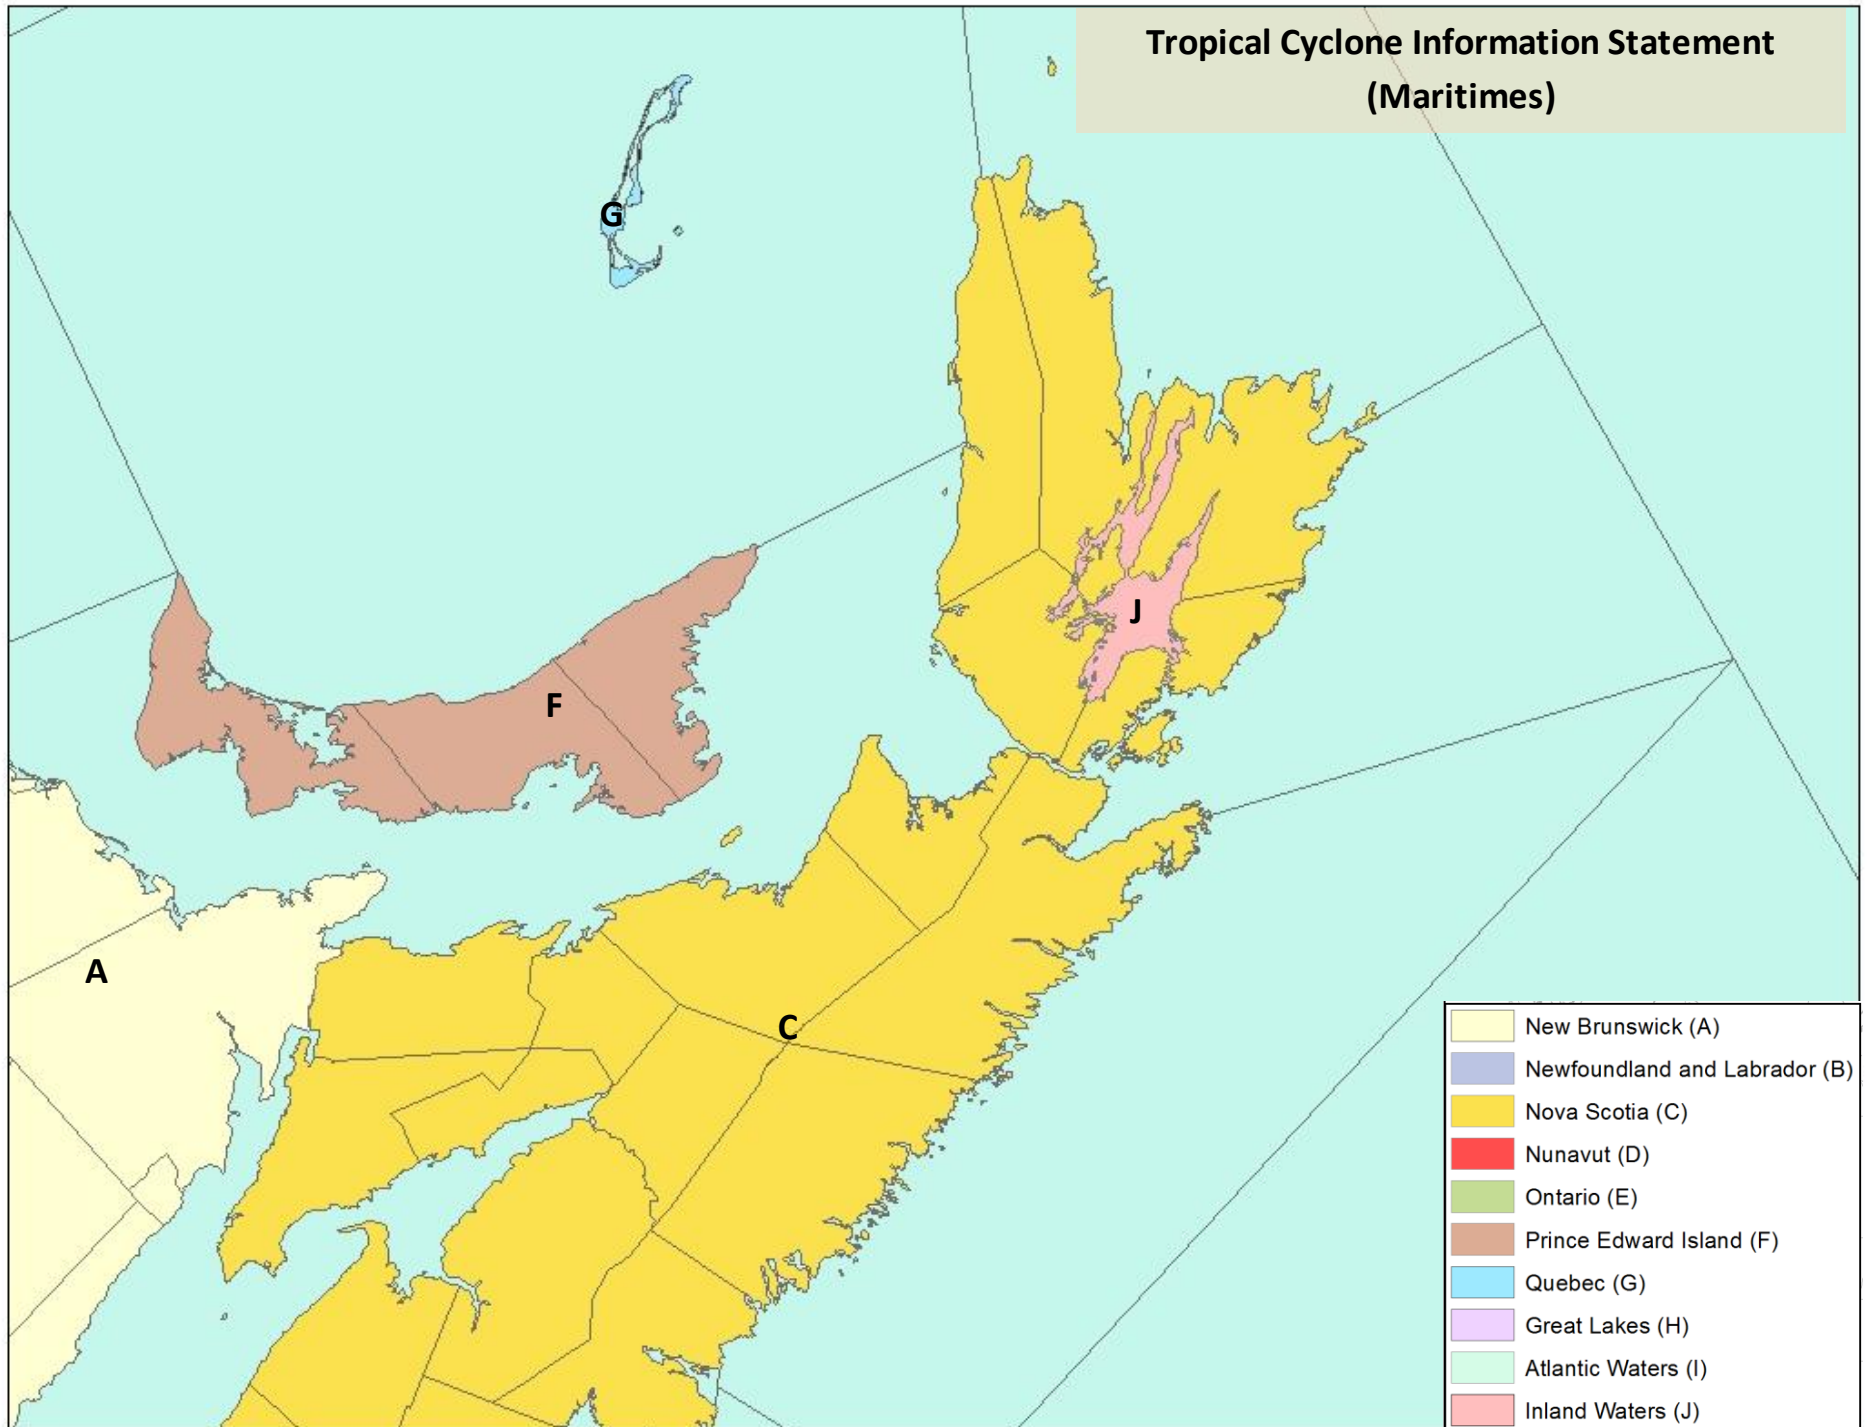 Tropical Cyclone Information Statement
(Maritimes)
G
J
F
A
C
New Brunswick (A)
Newfoundland and Labrador (B)
Nova Scotia (C)
Nunavut (D)
Ontario (E)
Prince Edward Island (F)
Quebec (G)
Great Lakes (H)
Atlantic Waters (I)
Inland Waters (J)